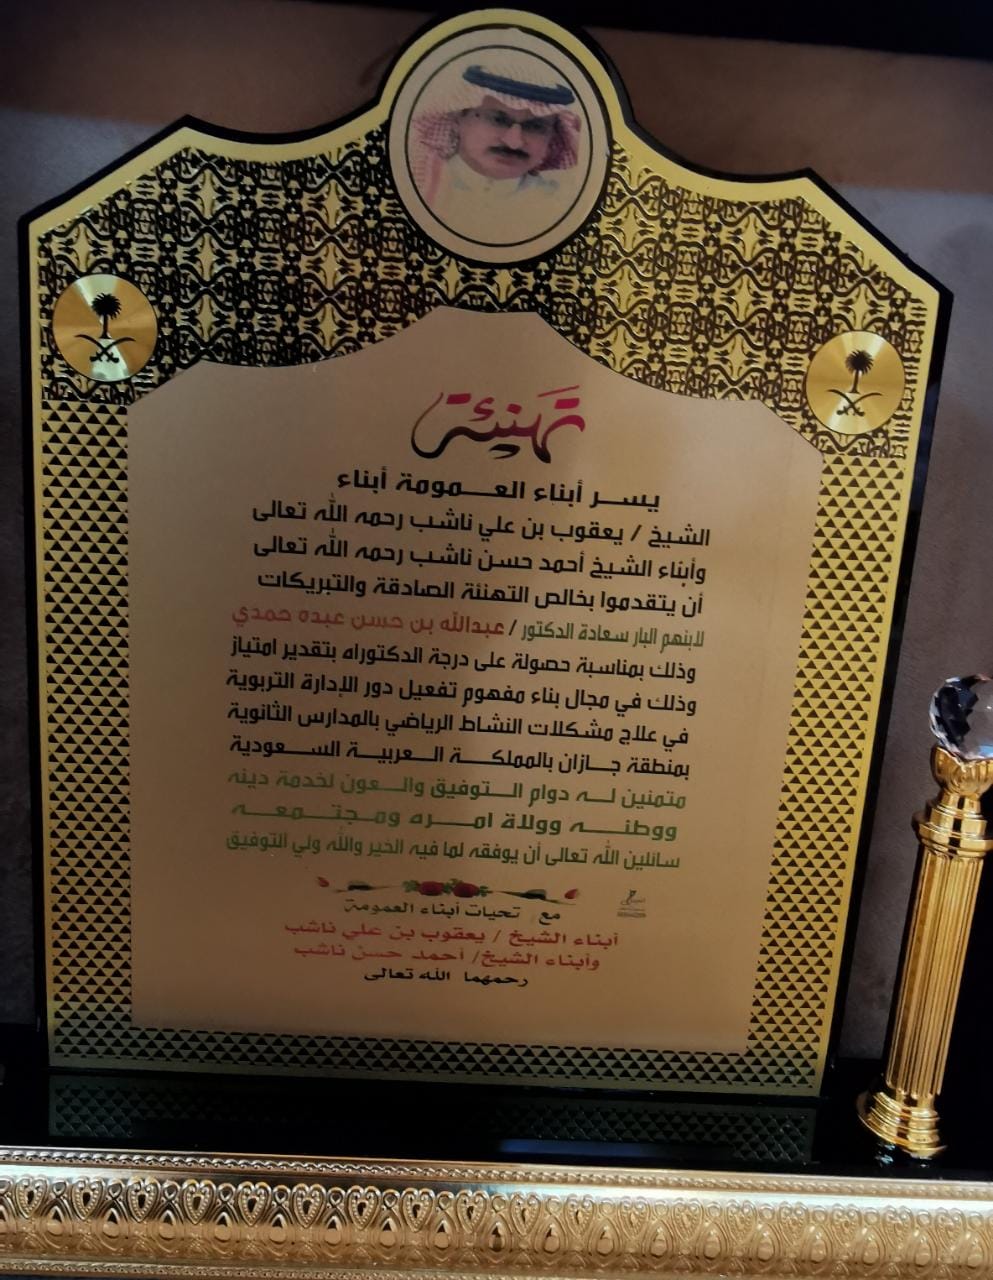 تهنئة
يسر أبناء العمومة أبناء
الشيخ / يعقوب بن علي ناشب رحمه الله تعالى
وأبناء الشيخ أحمد حسن ناشب رحمه الله تعالى
أن يتقدموا بخالص التهنئة الصادقة والتبريكات
لابنهم البار سعادة الدكتور / عبدالله بن حسن عبده حمدي
وذلك بمناسبة حصولة على درجة الدكتوراه بتقدير امتياز
وذلك في مجال بناء مفهوم تفعيل دور الإدارة التربوية
في علاج مشكلات النشاط الرياضي بالمدارس الثانوية
بمنطقة جازان بالمملكة العربية السعودية
متمنين له دوام التوفيق والعون لخدمة دينه
ووطنه وولاة امره ومجتمعه
سائلين الله تعالى أن يوفقه لما فيه الخير والله ولي التوفيق
مع تحيات أبناء العمومة
أبناء الشيخ / يعقوب بن علي ناشب
وأبناء الشيخ/ أحمد حسن ناشب
رحمهما الله تعالى